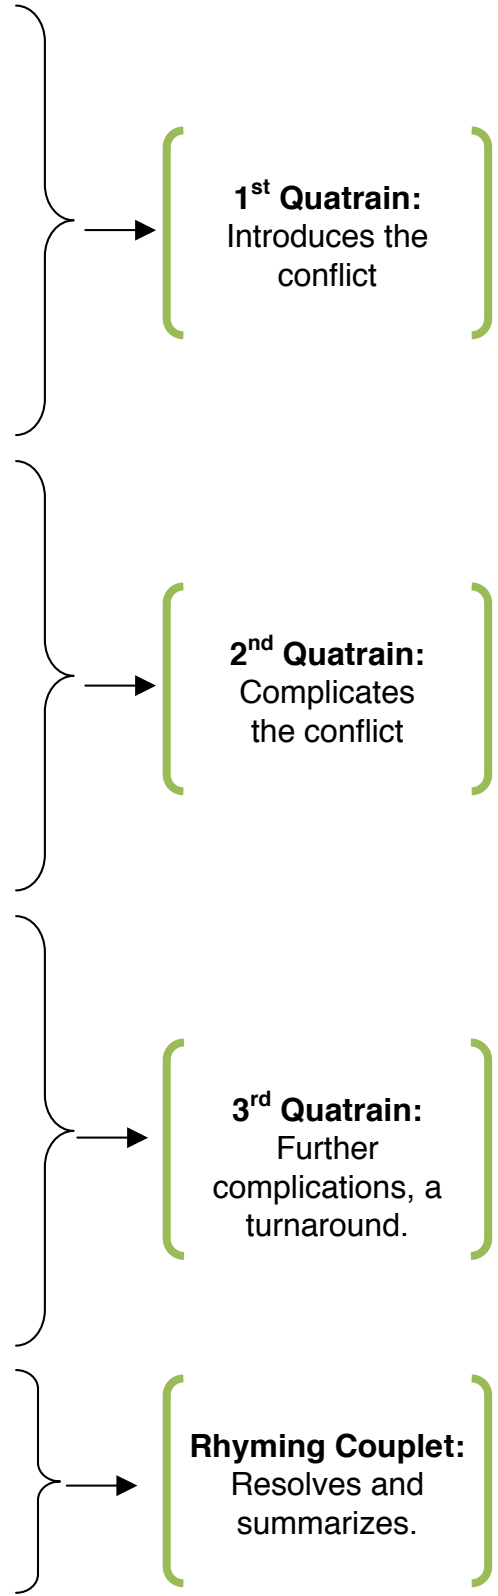 1st Quatrain:
Introduces the
conflict
2nd Quatrain:
Complicates
the conflict
3rd Quatrain:
Further
complications, a
turnaround.
Rhyming Couplet:
Resolves and
summarizes.